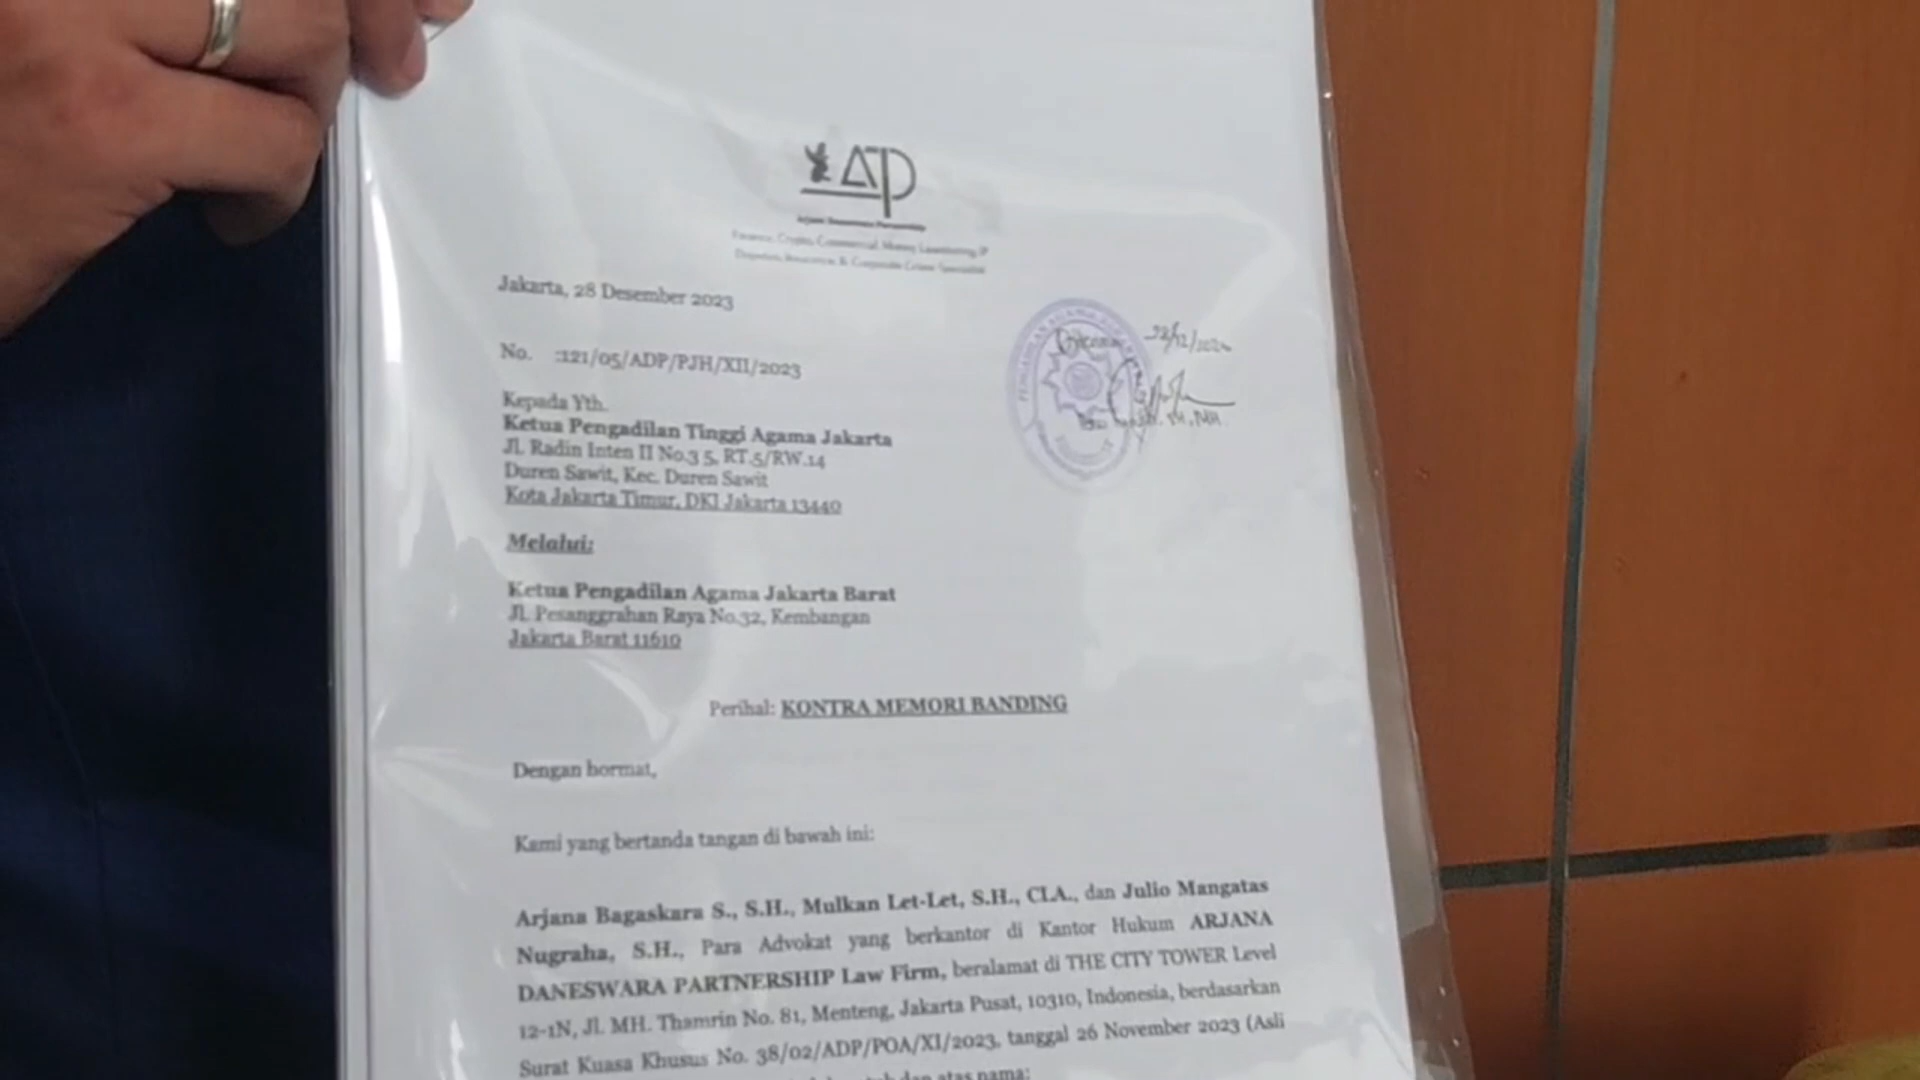 ADP
Jakarta, 28 Desember 2023
No. :121/05/ADP/PJH/XII/2023
Kepada Yth.
Ketua Pengadilan Tinggi Agama Jakarta
Jl. Radin Inten II No.3 5, RT.5/RW.14
Duren Sawit, Kec. Duren Sawit
Kota Jakarta Timur, DKI Jakarta 13440
Melalui:
Ketua Pengadilan Agama Jakarta Barat
Jl. Pesanggrahan Raya No.32, Kembangan
Jakarta Barat 11610
Perihal: KONTRA MEMORI BANDING
Dengan hormat,
Kami yang bertanda tangan di bawah ini:
Arjana Bagaskara S., S.H., Mulkan Let-Let, S.H., CLA., dan Julio Mangatas
Nugraha, S.H., Para Advokat yang berkantor di Kantor Hukum ARJANA
DANESWARA PARTNERSHIP Law Firm, beralamat di THE CITY TOWER Level
12-1N, Jl. MH. Thamrin No. 81, Menteng, Jakarta Pusat, 10310, Indonesia, berdasarkan
Surat Kuasa Khusus No. 38/02/ADP/POA/XI/2023, tanggal 26 November 2023 (Asli
dan atas nama: